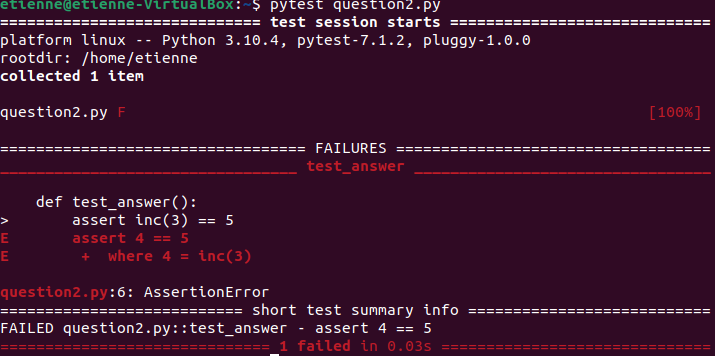 etienne@etienne-VirtualBox:~$ pytest question2.py
============================= test session starts ==============================
platform linux -- Python 3.10.4, pytest-7.1.2, pluggy-1.0.0
rootdir: /home/etienne
collected 1 item
question2.py F [100%]
=================================== FAILURES ===================================
_________________________________ test_answer __________________________________
def test_answer():
> assert inc(3) == 5
E assert 4 == 5
E + where 4 = inc(3)
question2.py:6: AssertionError
=========================== short test summary info ============================
FAILED question2.py::test_answer - assert 4 == 5
============================== 1 failed in 0.03s ===============================